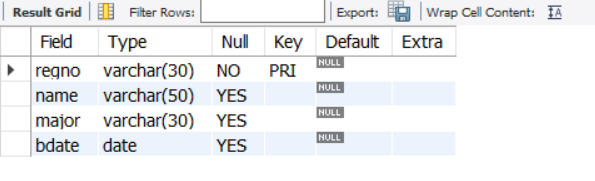 Result Grid Filter Rows: Export: Wrap Cell Content: IA
Field Type Null Key Default Extra
regno varchar(30) NO PRI NULL
name varchar(50) YES NULL
major varchar(30) YES NULL
bdate date YES NULL